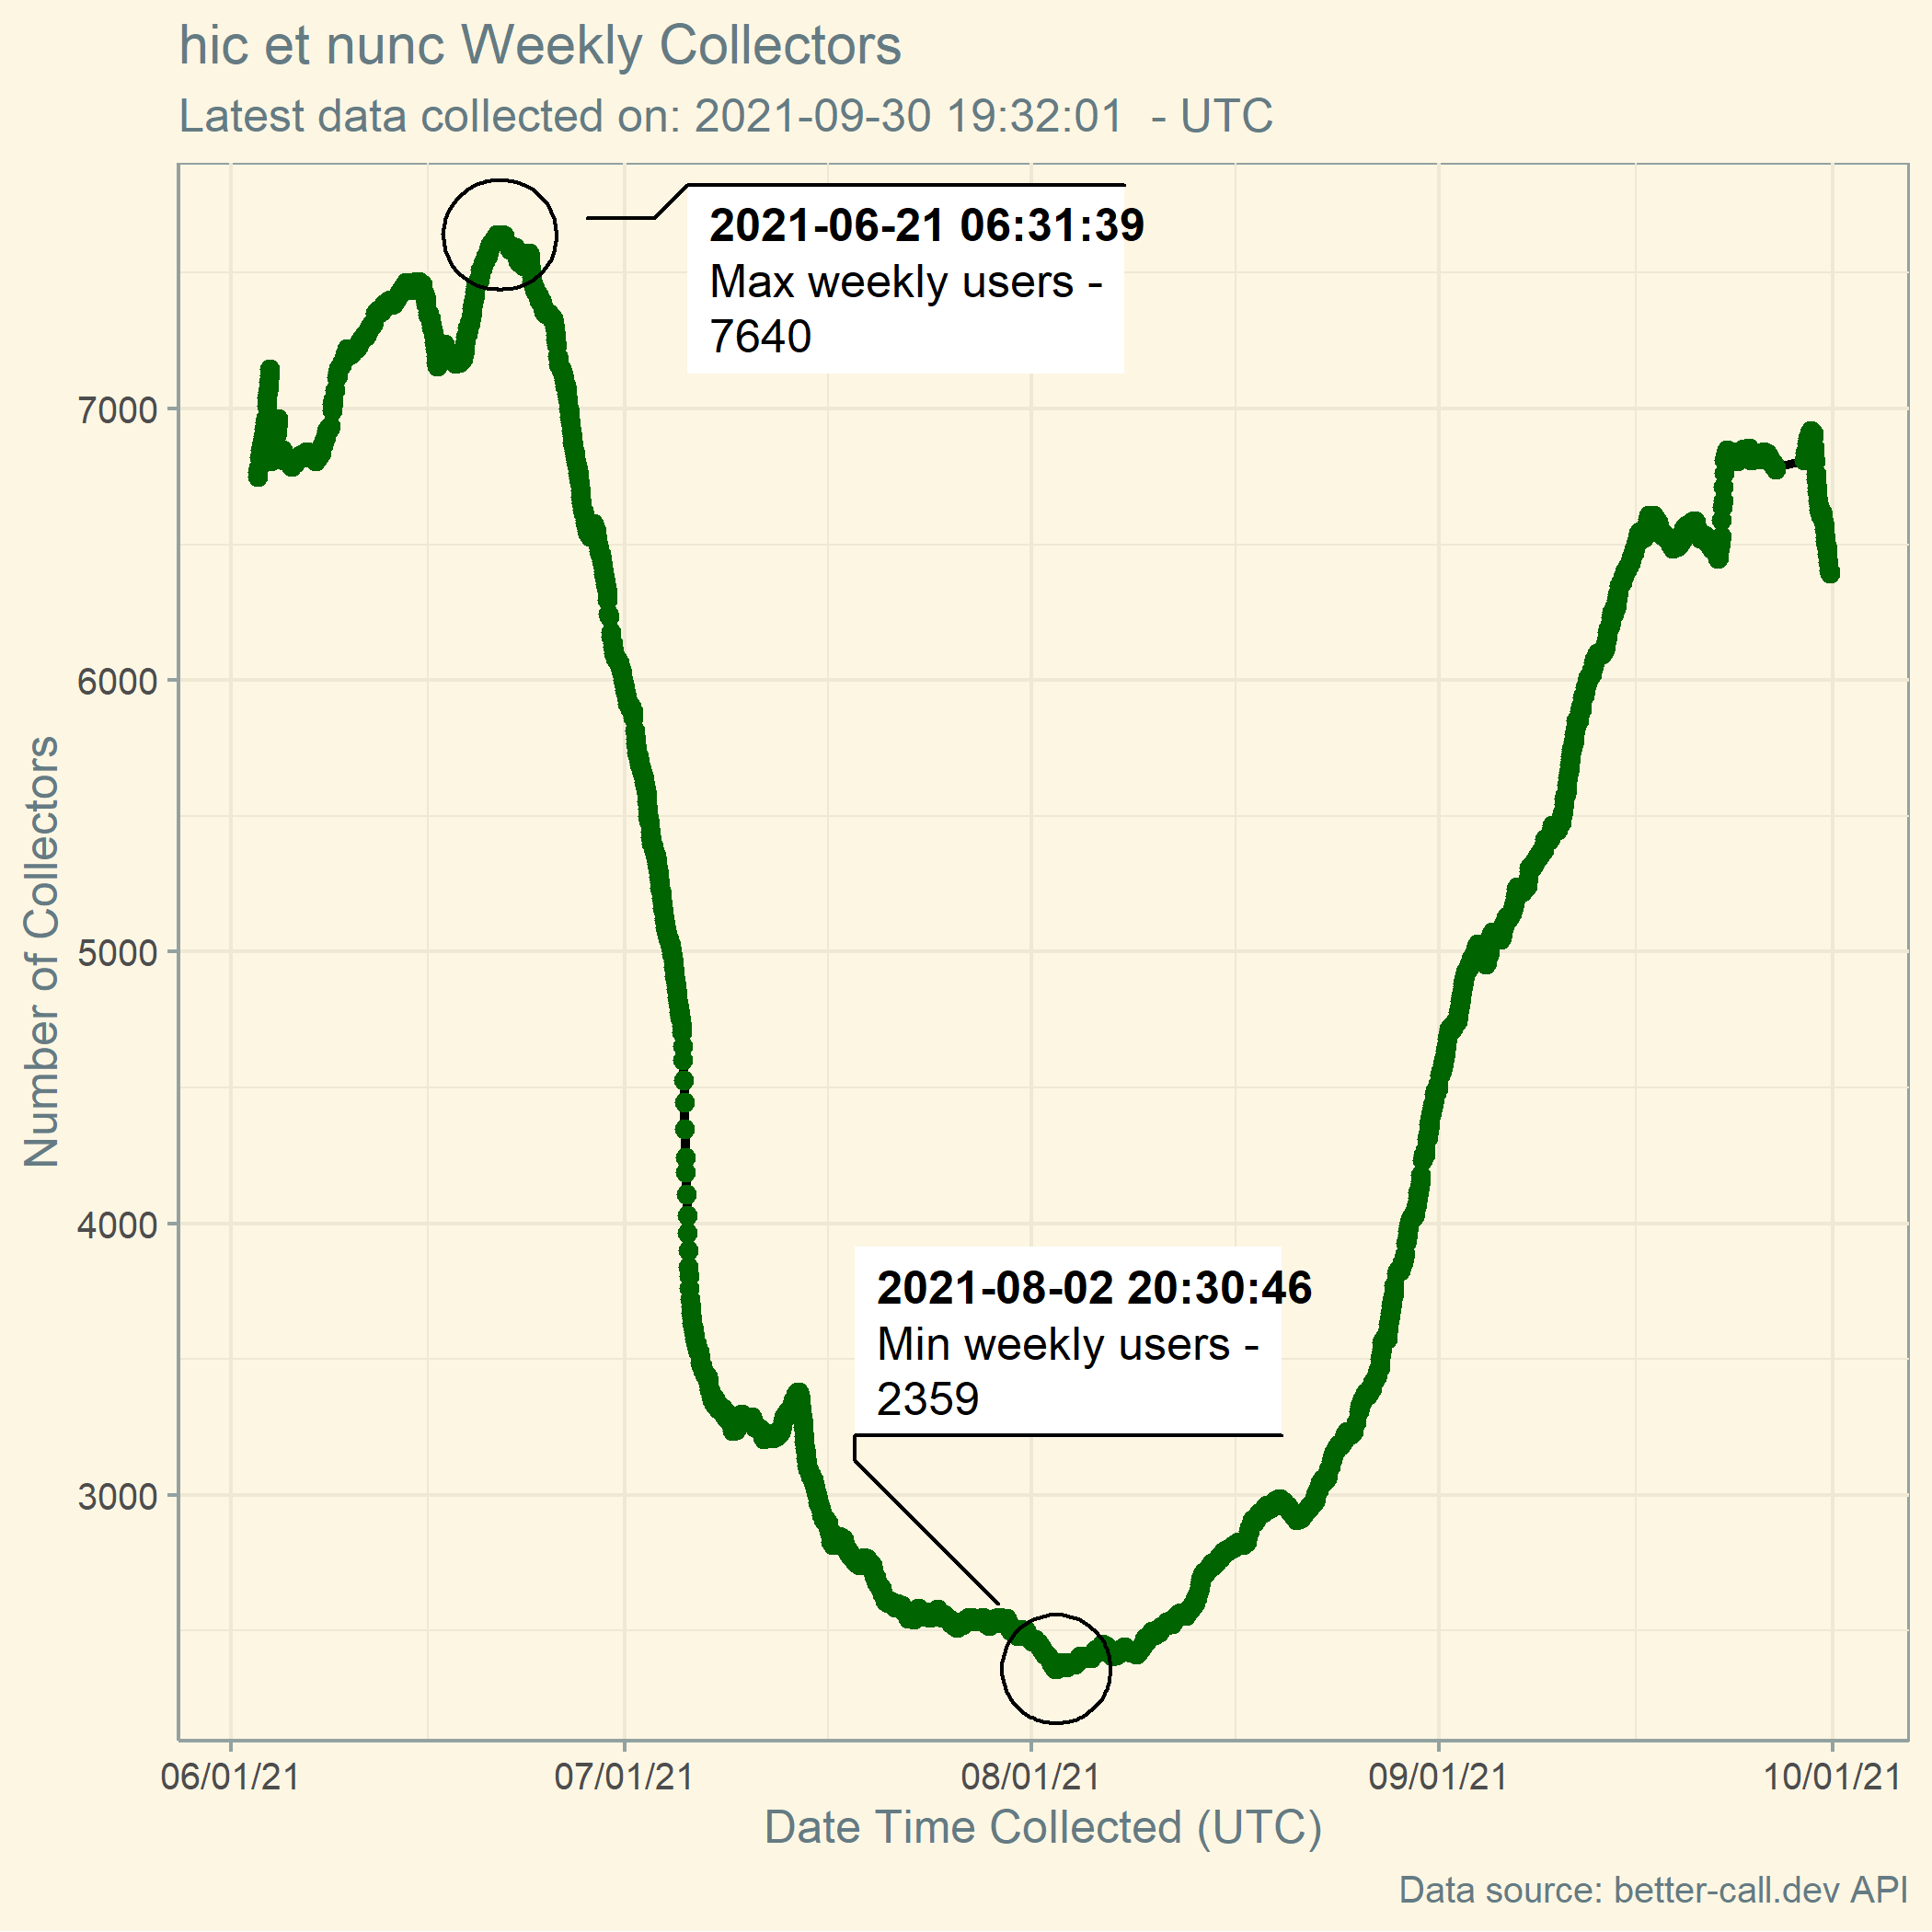 hic et nunc Weekly Collectors
Latest data collected on: 2021-09-30 19:32:01  - UTC
2021-06-21 06:31:39
Max weekly users -
7640
7000
6000
5000
4000
3000
Number of Collectors
2021-08-02 20:30:46
Min weekly users -
2359
06/01/21
07/01/21
08/01/21
09/01/21
10/01/21
Date Time Collected (UTC)
Data source: better-call.dev API